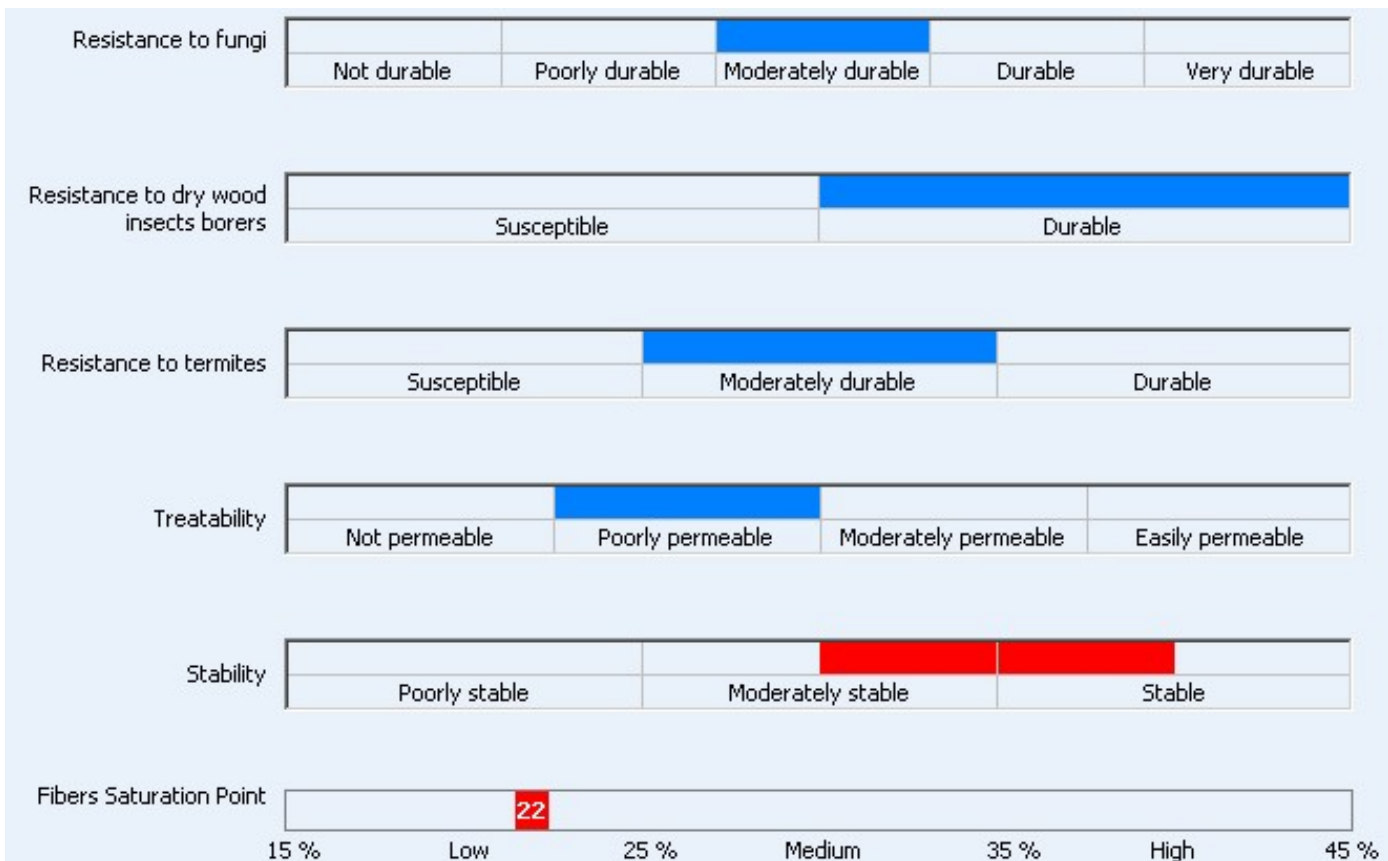 Resistance to fungi
Not durable Poorly durable Moderately durable Durable Very durable
Resistance to dry wood
insects borers
Susceptible Durable
Resistance to termites
Susceptible Moderately durable Durable
Treatability
Not permeable Poorly permeable Moderately permeable Easily permeable
Stability
Poorly stable Moderately stable Stable
Fibers Saturation Point
22
15 % Low 25 % Medium 35 % High 45 %